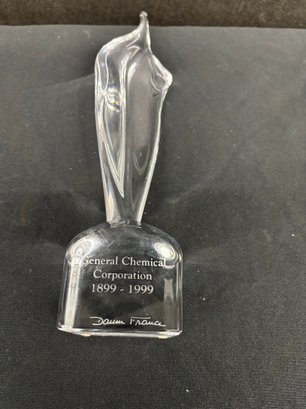 General Chemical
Corporation
1899 - 1999
Daum France